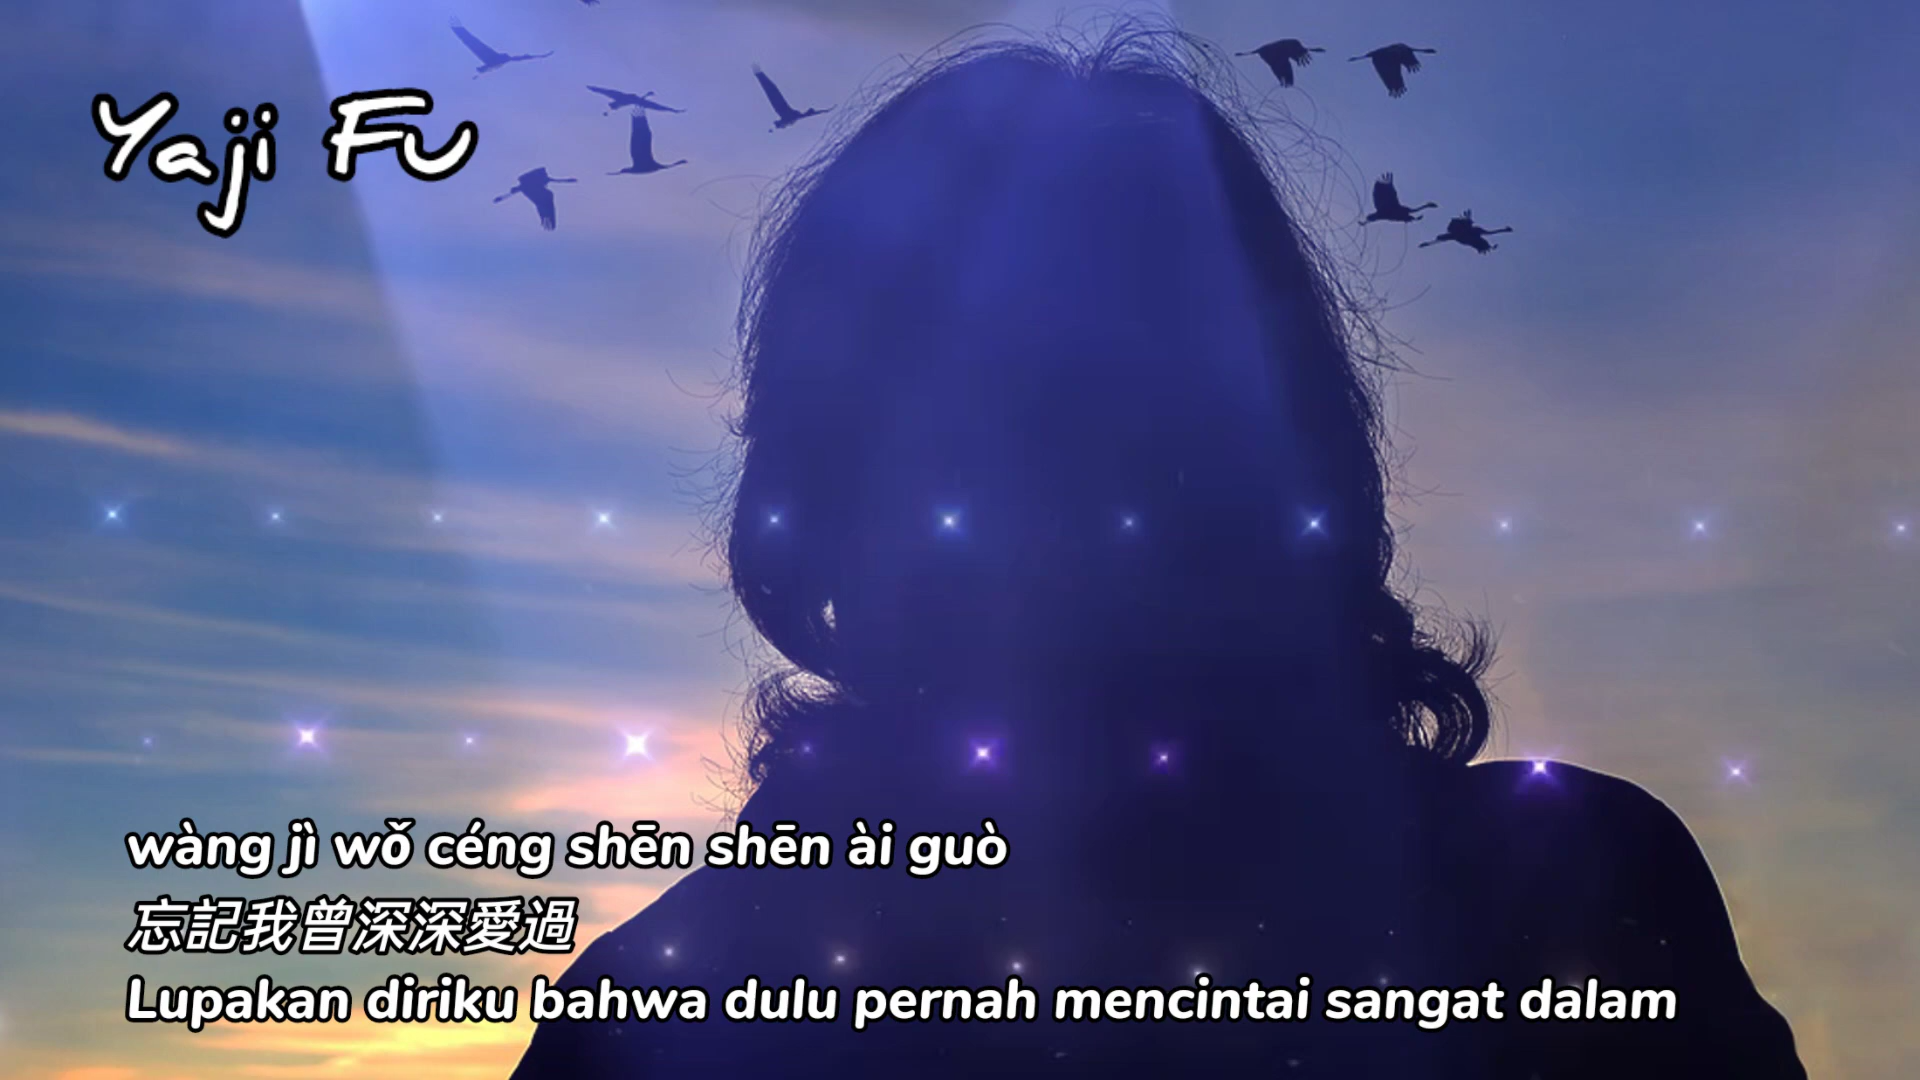 Yaji Fu
wàng jì wǒ céng shēn shēn ài guò
忘記我曾深深愛過
Lupakan diriku bahwa dulu pernah mencintai sangat dalam